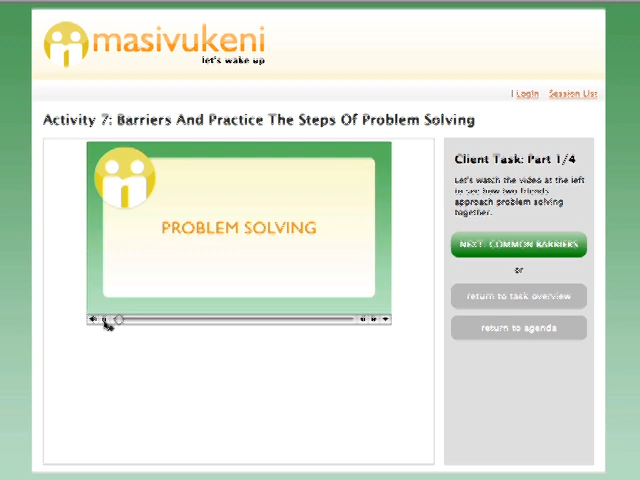 masivukeni
let's wake up
| Login Session List
Activity 7: Barriers And Practice The Steps Of Problem Solving
PROBLEM SOLVING
Client Task: Part 1/4
Let's watch the video at the left
to see how two friends
approach problem solving
together.
NEXT: COMMON BARRIERS
or
return to task overview
return to agenda